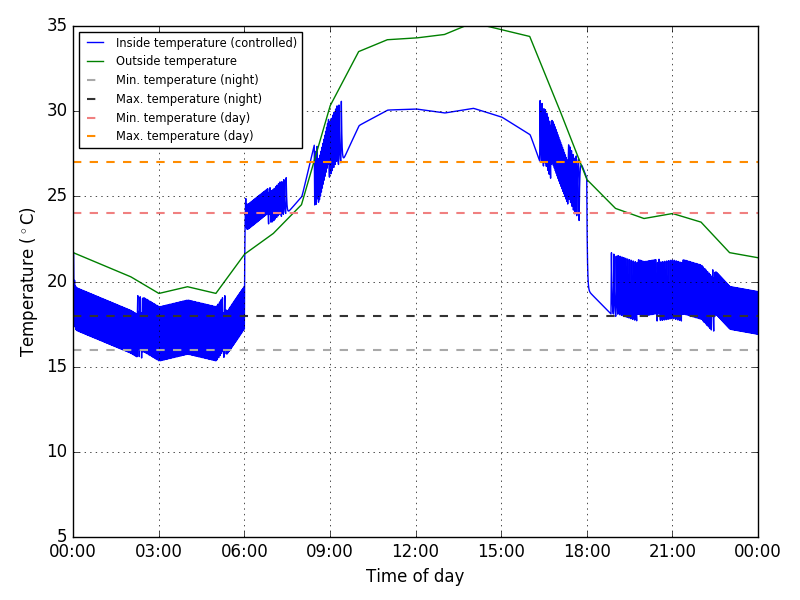 35
30
25
20
15
10
5
Temperature (°C)
Inside temperature (controlled)
Outside temperature
Min. temperature (night)
Max. temperature (night)
Min. temperature (day)
Max. temperature (day)
00:00 03:00 06:00 09:00 12:00 15:00 18:00 21:00 00:00
Time of day